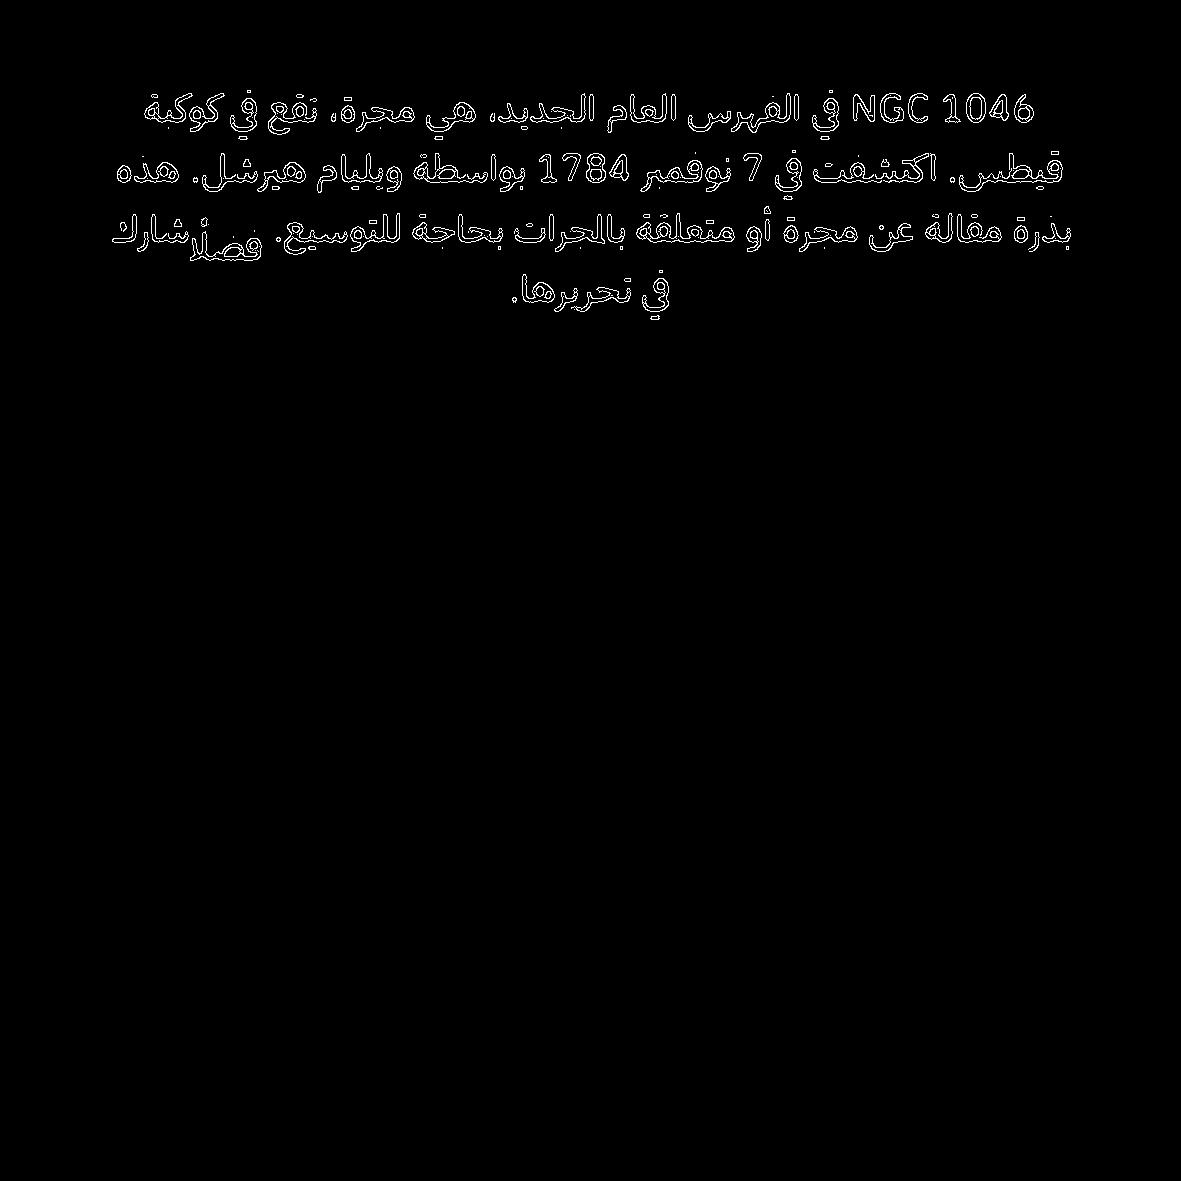 NGC 1046 في الفهرس العام الجديد، هي مجرة، تقع في كوكبة
قيطس. اكتشفت في 7 نوفمبر 1784 بواسطة ويليام هيرشل. هذه
بذرة مقالة عن مجرة أو متعلقة بالمجرات بحاجة للتوسيع. فضلًا شارك
في تحريرها.